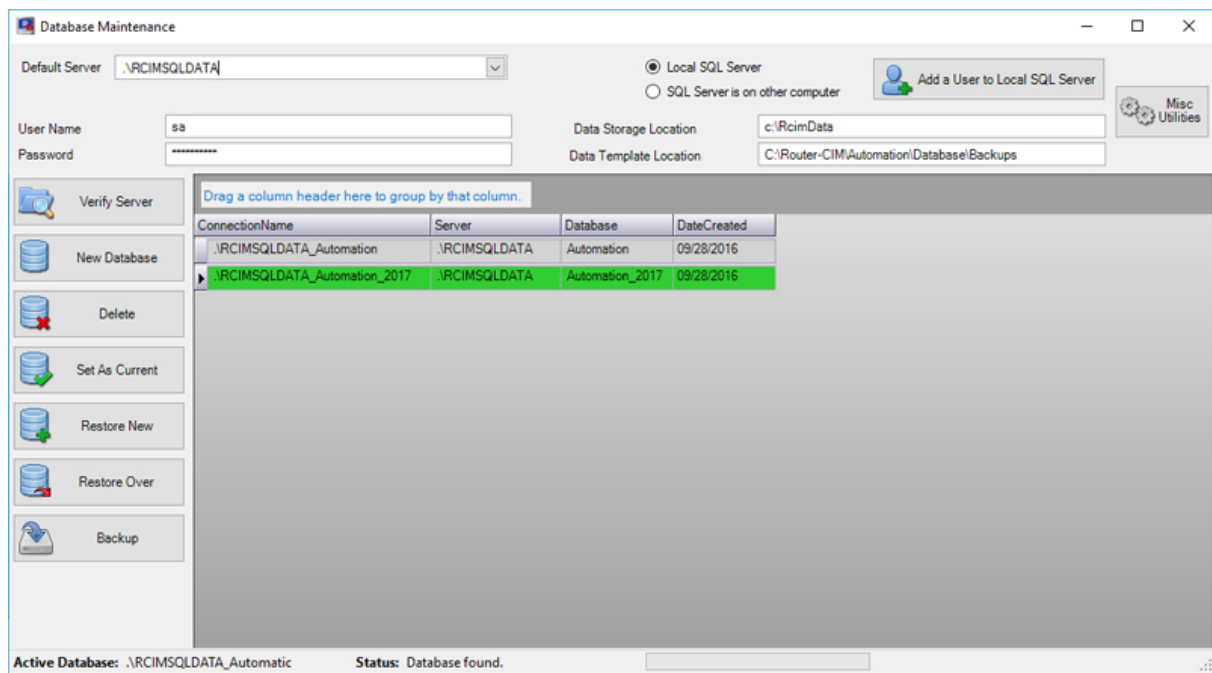 Database Maintenance
Default Server .\RCIMSQLDATA
Local SQL Server
SQL Server is on other computer
Add a User to Local SQL Server
Misc
Utilities
User Name sa
Data Storage Location c:\RcimData
Password **********
Data Template Location C:\Router-CIM\Automation\Database\Backups
Verify Server
New Database
Delete
Set As Current
Restore New
Restore Over
Backup
Drag a column header here to group by that column.
ConnectionName Server Database DateCreated
.\RCIMSQLDATA_Automation .\RCIMSQLDATA Automation 09/28/2016
.\RCIMSQLDATA_Automation_2017 .\RCIMSQLDATA Automation_2017 09/28/2016
Active Database: .\RCIMSQLDATA_Automatic Status: Database found.